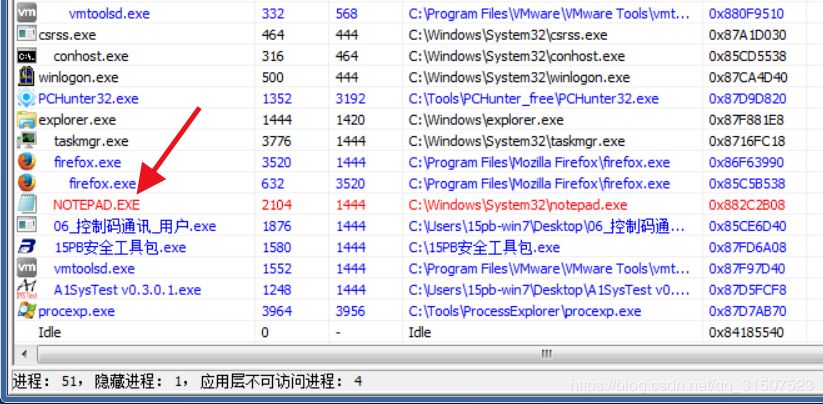 vmtoolsd.exe 332 568 C:\Program Files\VMware\VMware Tools\vmt... 0x880F9510
csrss.exe 464 444 C:\Windows\System32\csrss.exe 0x87A1D030
conhost.exe 316 464 C:\Windows\System32\conhost.exe 0x85CD5538
winlogon.exe 500 444 C:\Windows\System32\winlogon.exe 0x87CA4D40
PCHunter32.exe 1352 3192 C:\Tools\PCHunter_free\PCHunter32.exe 0x87D9D820
explorer.exe 1444 1420 C:\Windows\explorer.exe 0x87F881E8
taskmgr.exe 3776 1444 C:\Windows\System32\taskmgr.exe 0x8716FC18
firefox.exe 3520 1444 C:\Program Files\Mozilla Firefox\firefox.exe 0x86F63990
firefox.exe 632 3520 C:\Program Files\Mozilla Firefox\firefox.exe 0x85C5B538
NOTEPAD.EXE 2104 1444 C:\Windows\System32\notepad.exe 0x882C2B08
06_控制码通讯_用户.exe 1876 1444 C:\Users\15pb-win7\Desktop\06_控制码通... 0x85CE6D40
15PB安全工具包.exe 1580 1444 C:\15PB安全工具包.exe 0x87FD6A08
vmtoolsd.exe 1552 1444 C:\Program Files\VMware\VMware Tools\vmt... 0x87F97D40
A1SysTest v0.3.0.1.exe 1248 1444 C:\Users\15pb-win7\Desktop\A1SysTest v0.... 0x87D5FCF8
procexp.exe 3964 3956 C:\Tools\ProcessExplorer\procexp.exe 0x87D7AB70
Idle 0 - Idle 0x84185540
进程: 51, 隐藏进程: 1, 应用层不可访问进程: 4
https://blog.csdn.net/qq_31507523